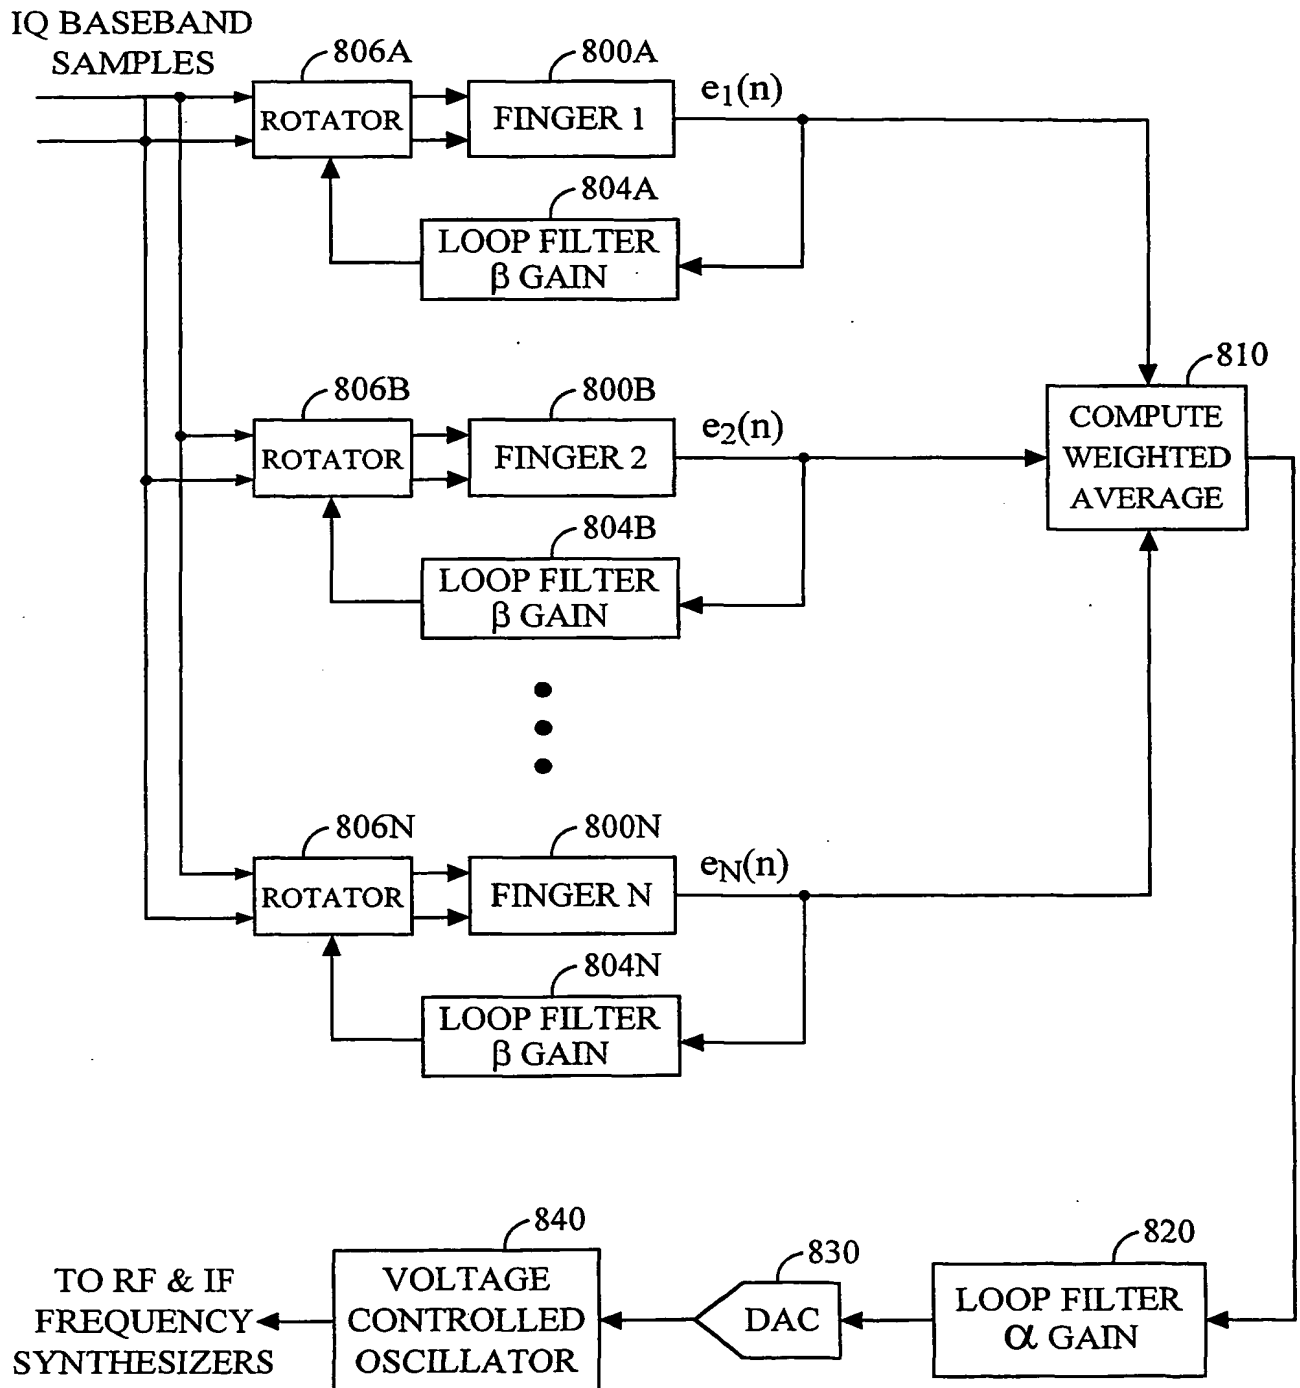 IQ BASEBAND
SAMPLES
806A
800A
ROTATOR
FINGER 1
e1(n)
804A
LOOP FILTER
β GAIN
806B
800B
810
ROTATOR
FINGER 2
e2(n)
COMPUTE
WEIGHTED
AVERAGE
804B
LOOP FILTER
β GAIN
806N
800N
ROTATOR
FINGER N
eN(n)
804N
LOOP FILTER
β GAIN
840
830
820
TO RF & IF
FREQUENCY
SYNTHESIZERS
VOLTAGE
CONTROLLED
OSCILLATOR
DAC
LOOP FILTER
α GAIN